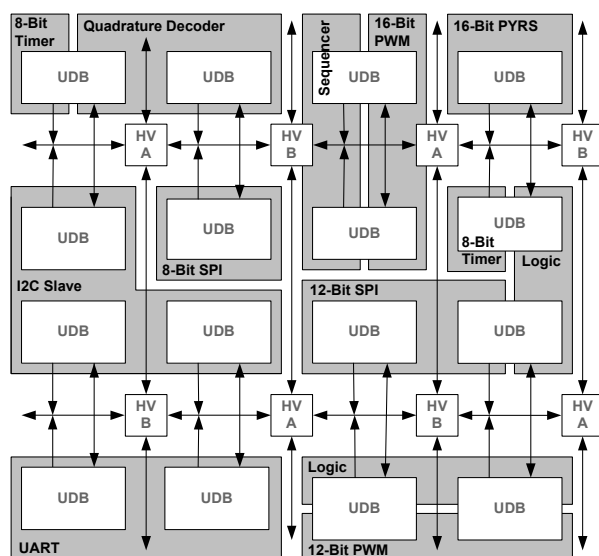 8-Bit
Timer
Quadrature Decoder
Sequencer
16-Bit
PWM
16-Bit PYRS
UDB
UDB
UDB
UDB
HV
A
HV
B
HV
A
HV
B
UDB
UDB
UDB
UDB
8-Bit SPI
8-Bit
Timer
Logic
I2C Slave
12-Bit SPI
UDB
UDB
UDB
UDB
HV
B
HV
A
HV
B
HV
A
Logic
UDB
UDB
UDB
UDB
UART
12-Bit PWM